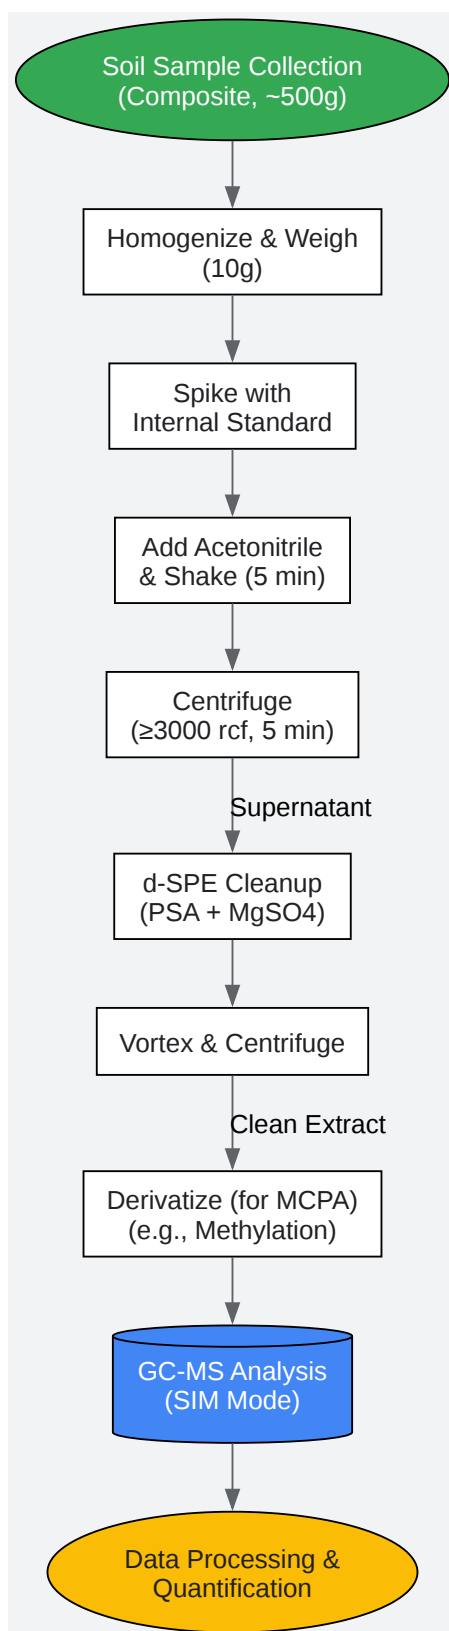 Soil Sample Collection
(Composite, ~500g)
Homogenize & Weigh
(10g)
Spike with
Internal Standard
Add Acetonitrile
& Shake (5 min)
Centrifuge
(≥3000 rcf, 5 min)
Supernatant
d-SPE Cleanup
(PSA + MgSO4)
Vortex & Centrifuge
Clean Extract
Derivatize (for MCPA)
(e.g., Methylation)
GC-MS Analysis
(SIM Mode)
Data Processing &
Quantification